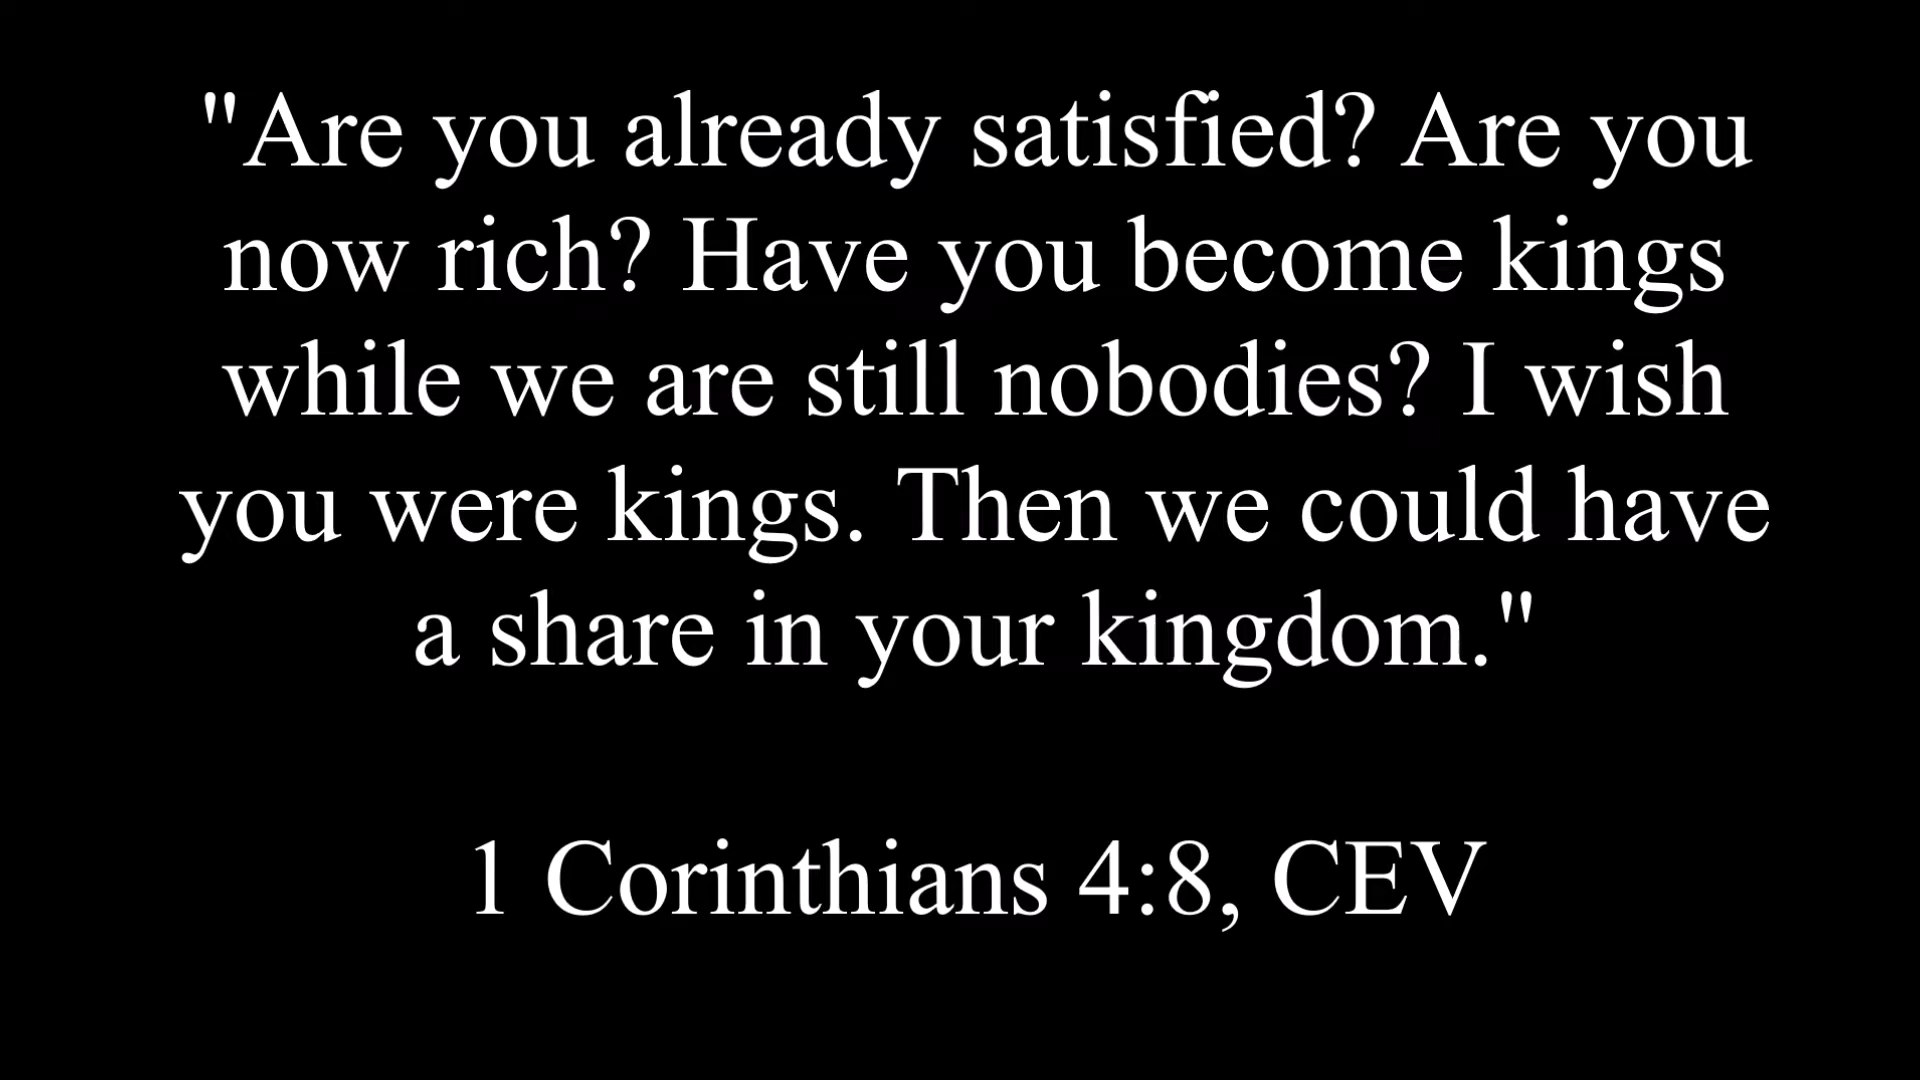 "Are you already satisfied? Are you
now rich? Have you become kings
while we are still nobodies? I wish
you were kings. Then we could have
a share in your kingdom."
1 Corinthians 4:8, CEV